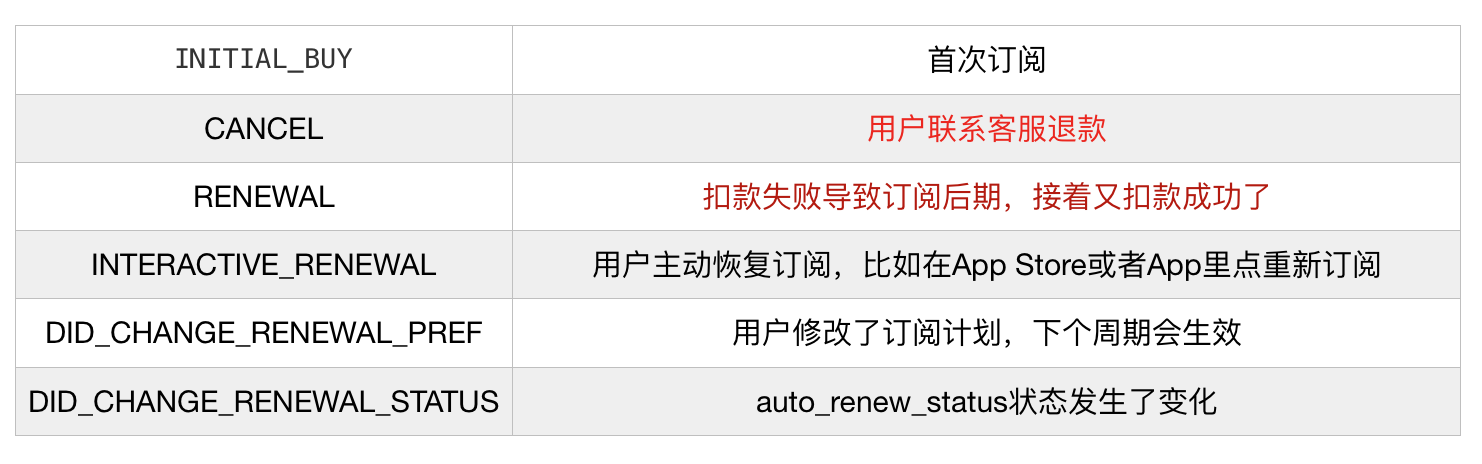 INITIAL_BUY 首次订阅
CANCEL 用户联系客服退款
RENEWAL 扣款失败导致订阅后期，接着又扣款成功了
INTERACTIVE_RENEWAL 用户主动恢复订阅，比如在App Store或者App里点重新订阅
DID_CHANGE_RENEWAL_PREF 用户修改了订阅计划，下个周期会生效
DID_CHANGE_RENEWAL_STATUS auto_renew_status状态发生了变化